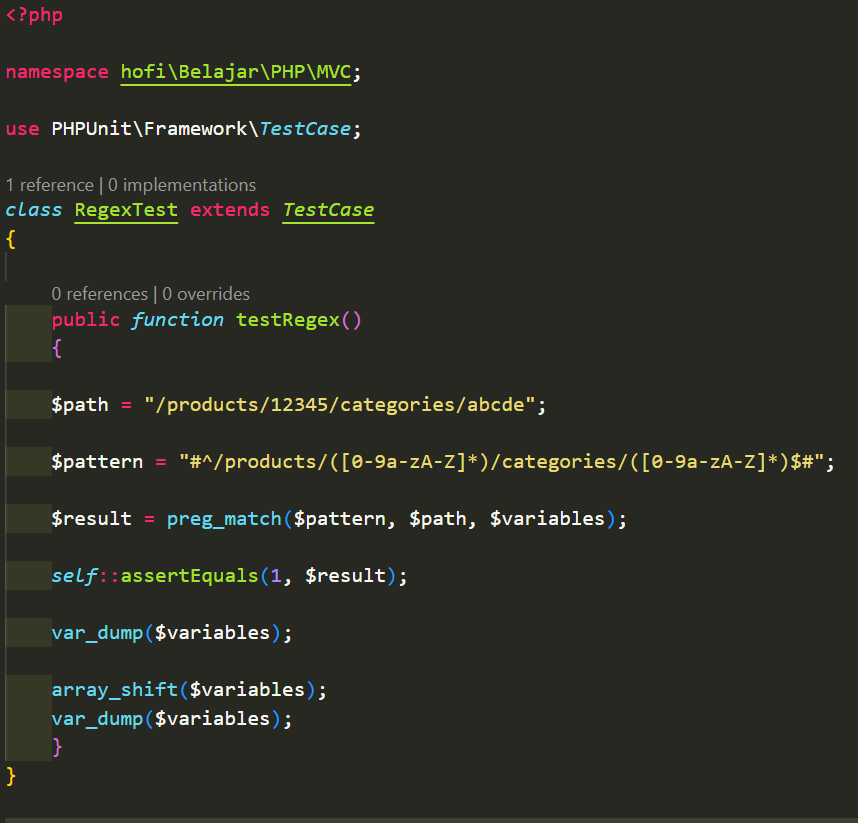 <?php
namespace hofi\Belajar\PHP\MVC;
use PHPUnit\Framework\TestCase;
1 reference | 0 implementations
class RegexTest extends TestCase
{
0 references | 0 overrides
public function testRegex()
{
$path = "/products/12345/categories/abcde";
$pattern = "#^/products/([0-9a-zA-Z]*)/categories/([0-9a-zA-Z]*)$#";
$result = preg_match($pattern, $path, $variables);
self::assertEquals(1, $result);
var_dump($variables);
array_shift($variables);
var_dump($variables);
}
}